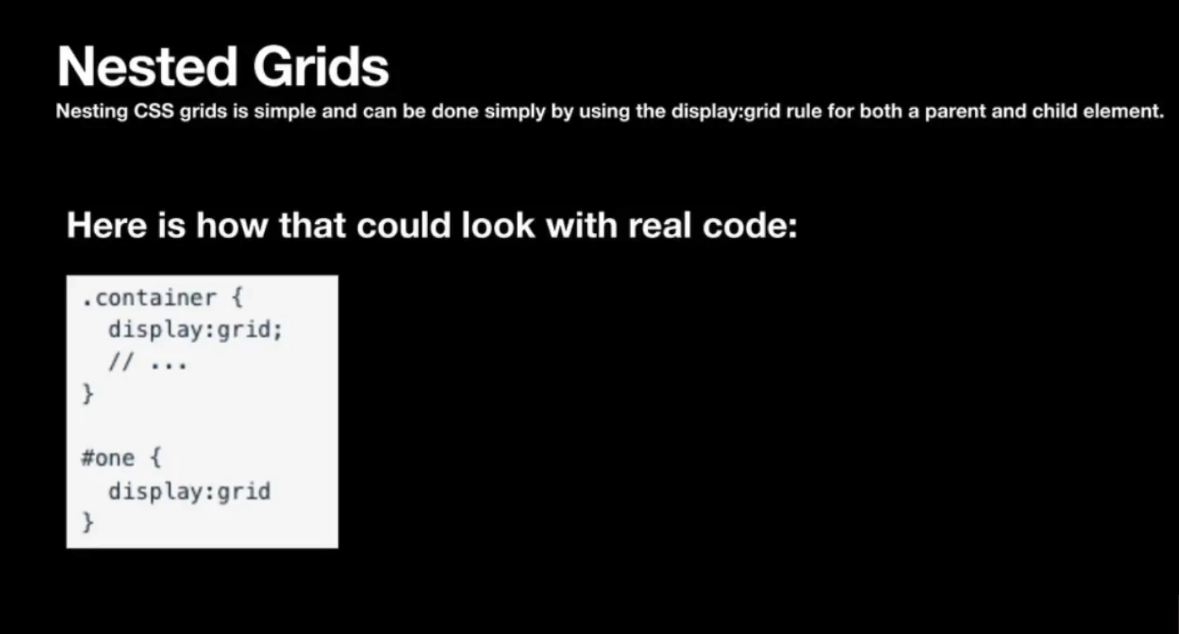 Nested Grids
Nesting CSS grids is simple and can be done simply by using the display:grid rule for both a parent and child element.
Here is how that could look with real code:
.container {
  display:grid;
  // ...
}
#one {
  display:grid
}